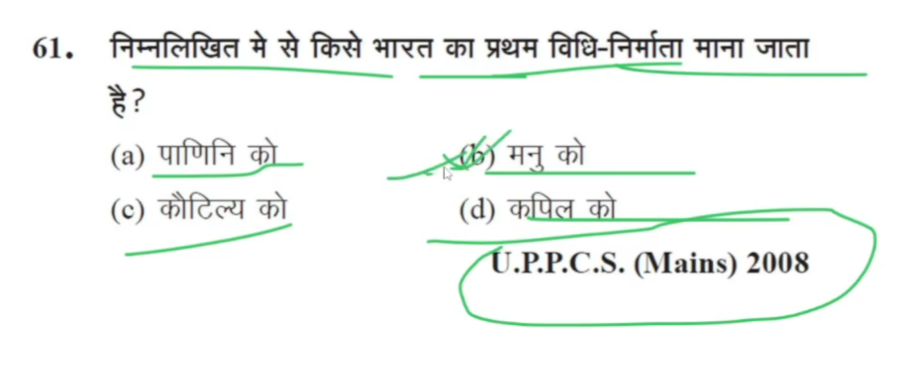 61. निम्नलिखित मे से किसे भारत का प्रथम विधि-निर्माता माना जाता
है?
(a) पाणिनि को (b) मनु को
(c) कौटिल्य को (d) कपिल को
U.P.P.C.S. (Mains) 2008